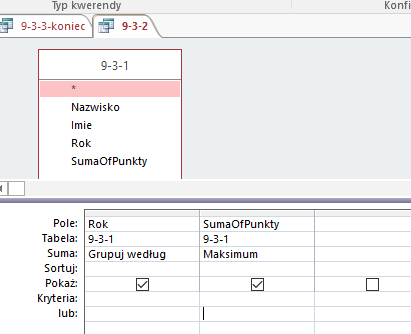 Typ kwerendy
9-3-3-koniec 9-3-2
9-3-1
*
Nazwisko
Imie
Rok
SumaOfPunkty
Pole: Rok SumaOfPunkty
Tabela: 9-3-1 9-3-1
Suma: Grupuj według Maksimum
Sortuj:
Pokaż:
Kryteria:
lub: